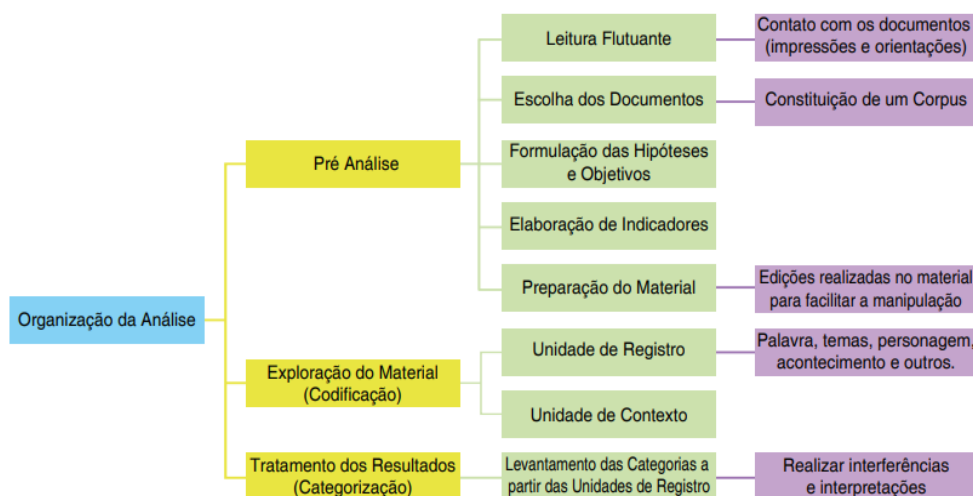 Leitura Flutuante
Contato com os documentos
(impressões e orientações)
Escolha dos Documentos
Constituição de um Corpus
Pré Análise
Formulação das Hipóteses
e Objetivos
Elaboração de Indicadores
Preparação do Material
Edições realizadas no material
para facilitar a manipulação
Organização da Análise
Exploração do Material
(Codificação)
Unidade de Registro
Palavra, temas, personagem,
acontecimento e outros.
Unidade de Contexto
Tratamento dos Resultados
(Categorização)
Levantamento das Categorias a
partir das Unidades de Registro
Realizar interferências
e interpretações